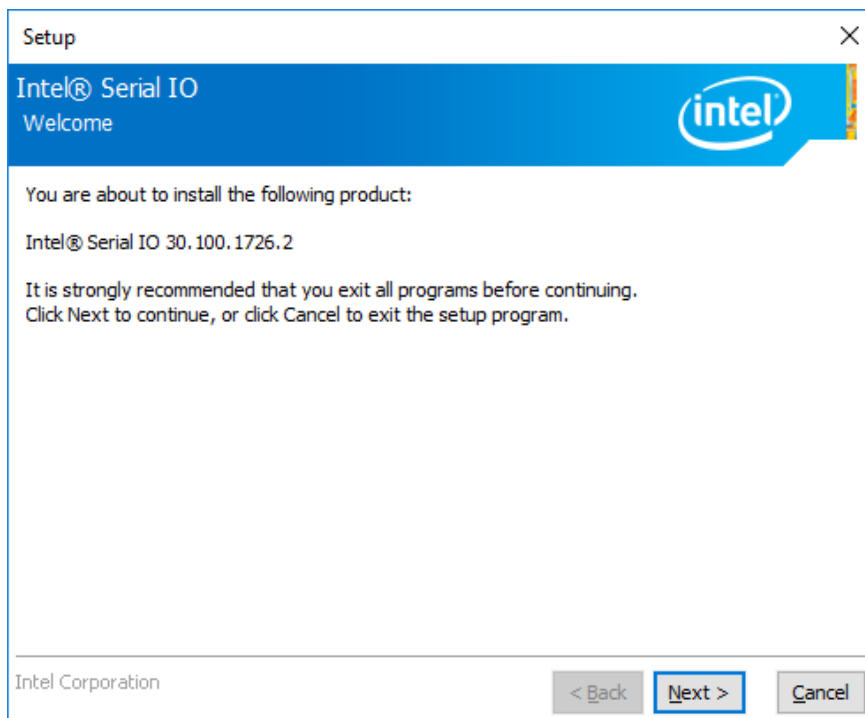 Setup
Intel® Serial IO
Welcome
intel
You are about to install the following product:
Intel® Serial IO 30.100.1726.2
It is strongly recommended that you exit all programs before continuing.
Click Next to continue, or click Cancel to exit the setup program.
Intel Corporation
< Back Next > Cancel